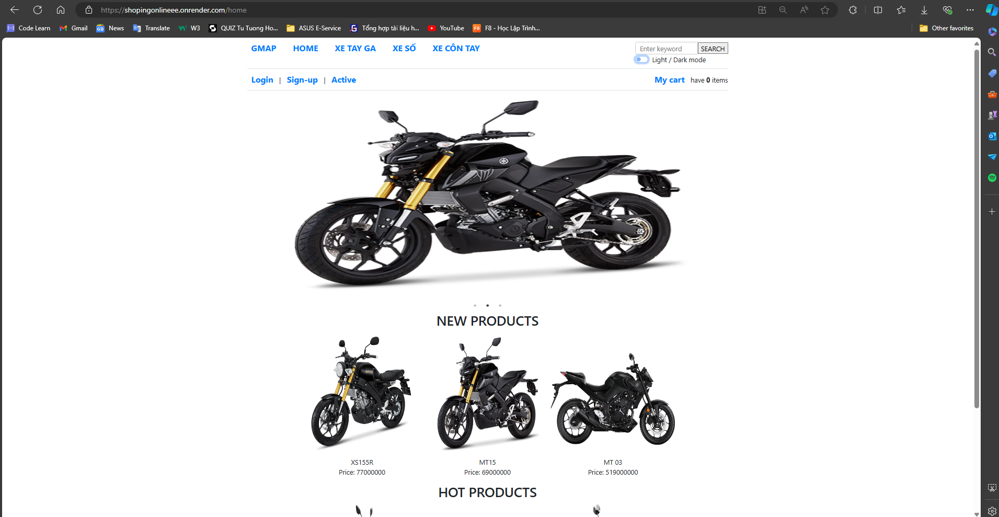 https://shopingonlineee.onrender.com/home
Code Learn Gmail News Translate W3 QUIZ Tu Tuong Ho... ASUS E-Service Tổng hợp tài liệu h... YouTube F8 - Học Lập Trình... Other favorites
GMAP HOME XE TAY GA XE SỐ XE CÔN TAY Enter keyword SEARCH
Light / Dark mode
Login | Sign-up | Active My cart have 0 items
NEW PRODUCTS
XS155R MT15 MT 03
Price: 77000000 Price: 69000000 Price: 519000000
HOT PRODUCTS